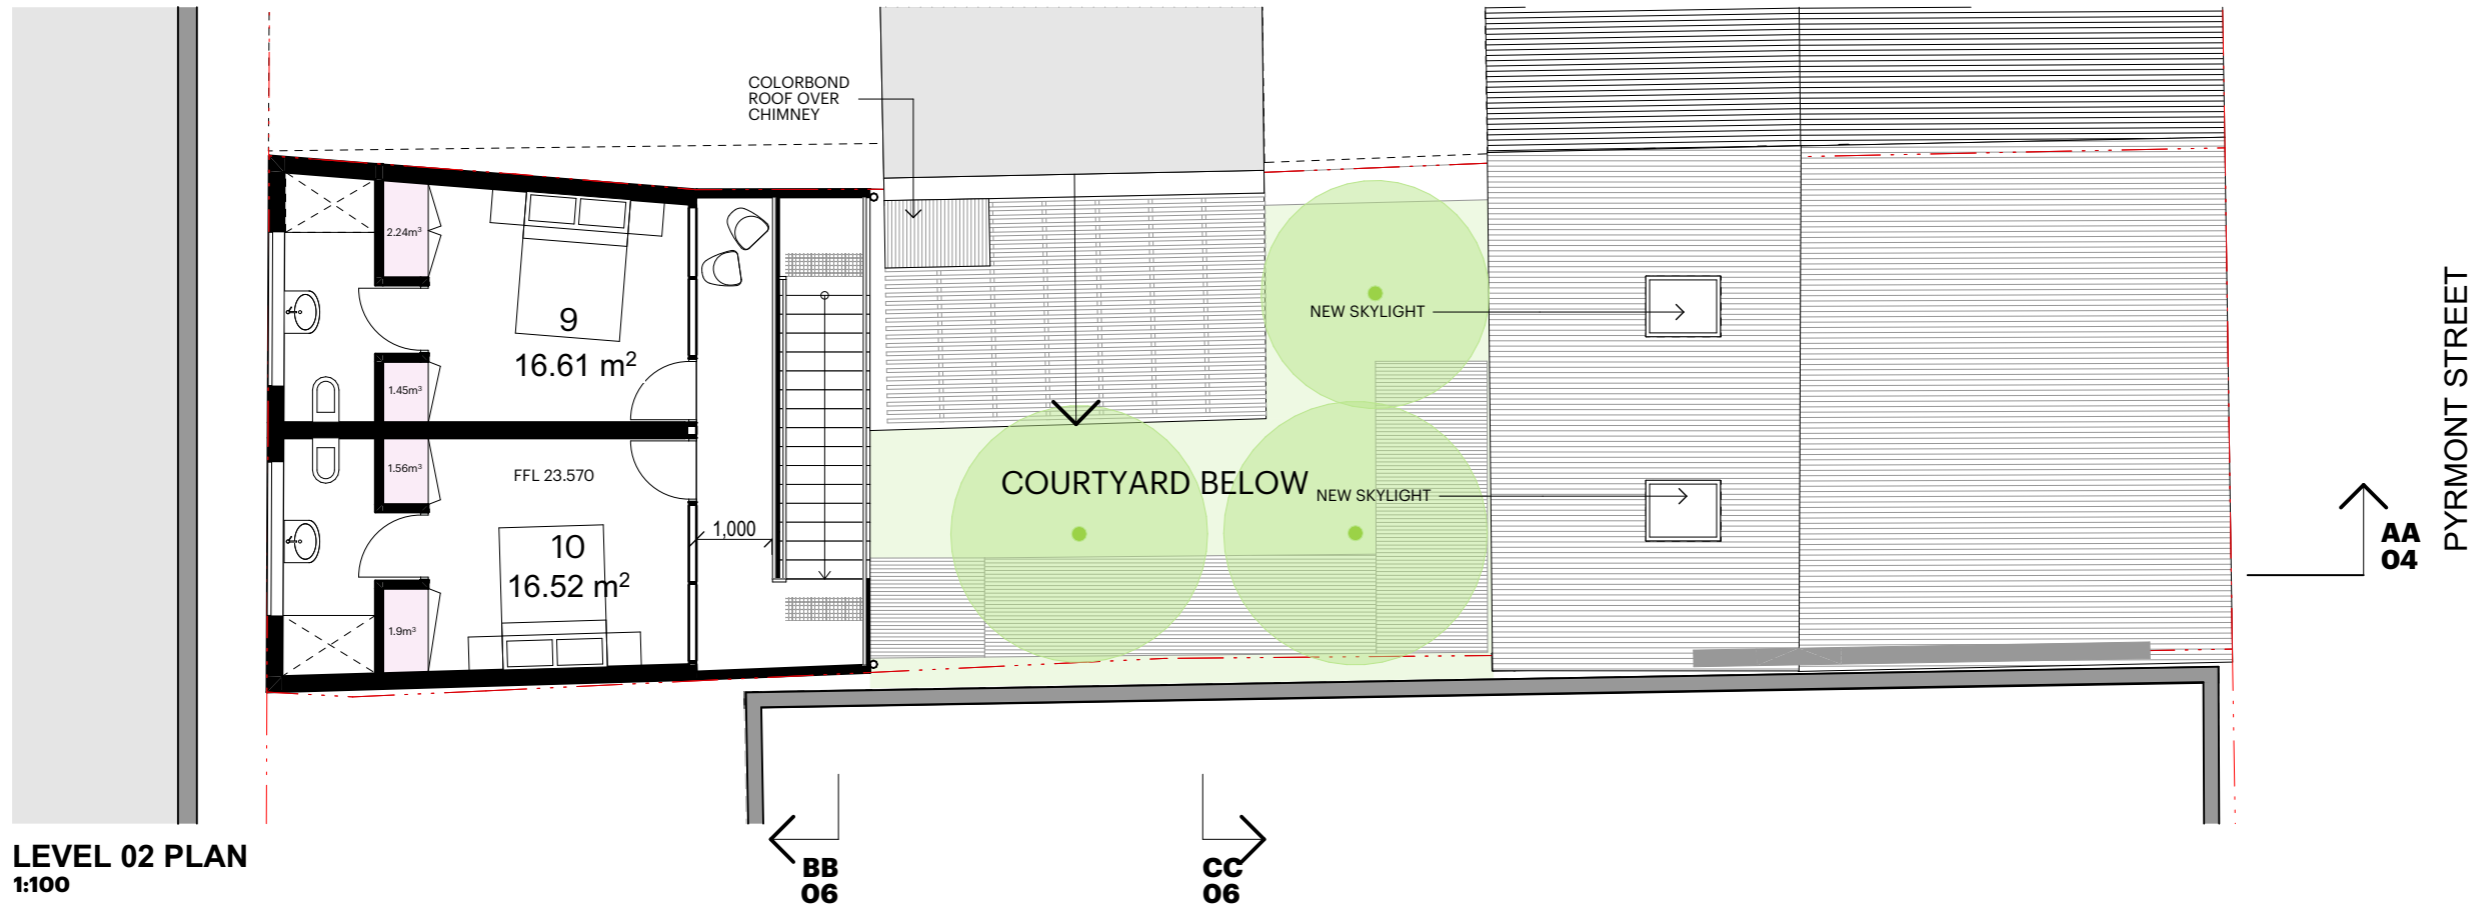 COLORBOND
ROOF OVER
CHIMNEY
2.24m³
9
16.61 m²
1.45m³
1.56m³
FFL 23.570
10
16.52 m²
1.9m³
1,000
NEW SKYLIGHT
COURTYARD BELOW
NEW SKYLIGHT
AA
04
PYRMONT STREET
LEVEL 02 PLAN
1:100
BB
06
CC
06